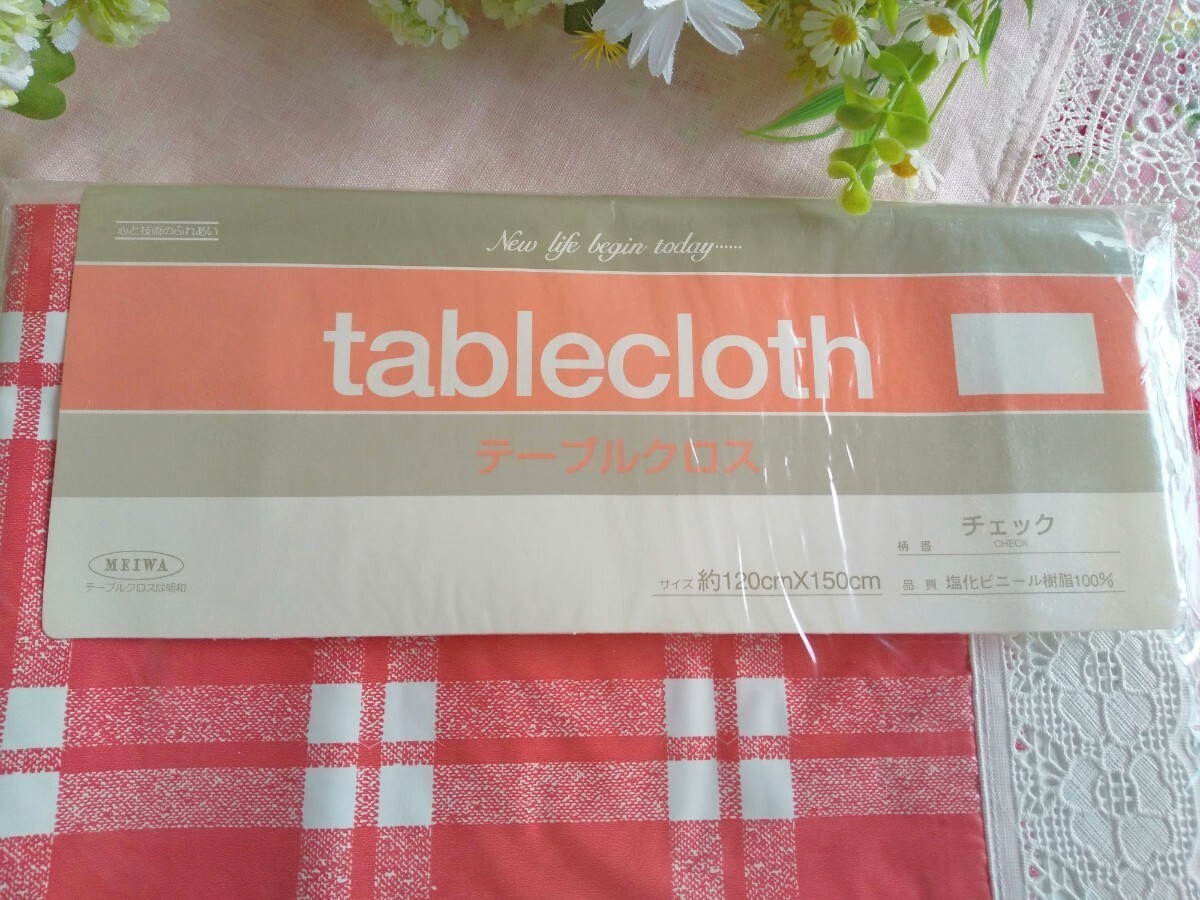 心と技術のふれあい
New life begin today……
tablecloth
テーブルクロス
柄番 チェック
CHECK
MEIWA
テーブルクロスは明和
サイズ 約120cmX150cm
品質 塩化ビニール樹脂100%